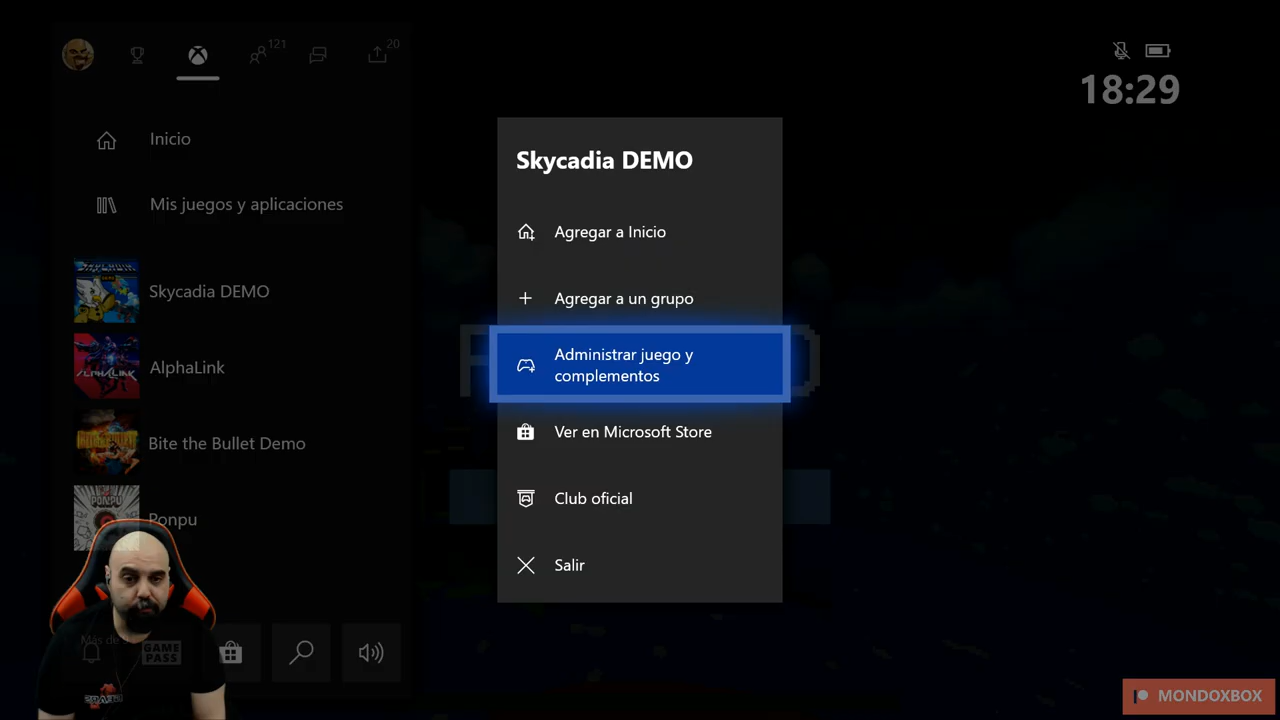 121
20
18:29
Inicio
Mis juegos y aplicaciones
Skycadia DEMO
AlphaLink
Bite the Bullet Demo
PONPU
Ponpu
GAME
PASS
Skycadia DEMO
Agregar a Inicio
Agregar a un grupo
Administrar juego y
complementos
Ver en Microsoft Store
Club oficial
Salir
MONDOXBOX